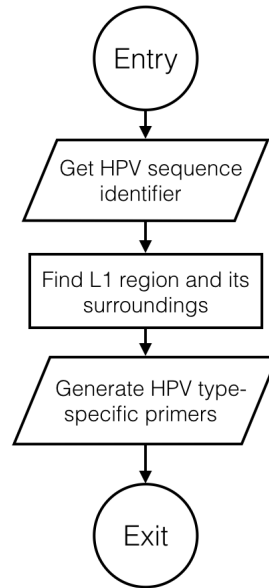 Entry
Get HPV sequence
identifier
Find L1 region and its
surroundings
Generate HPV type-
specific primers
Exit